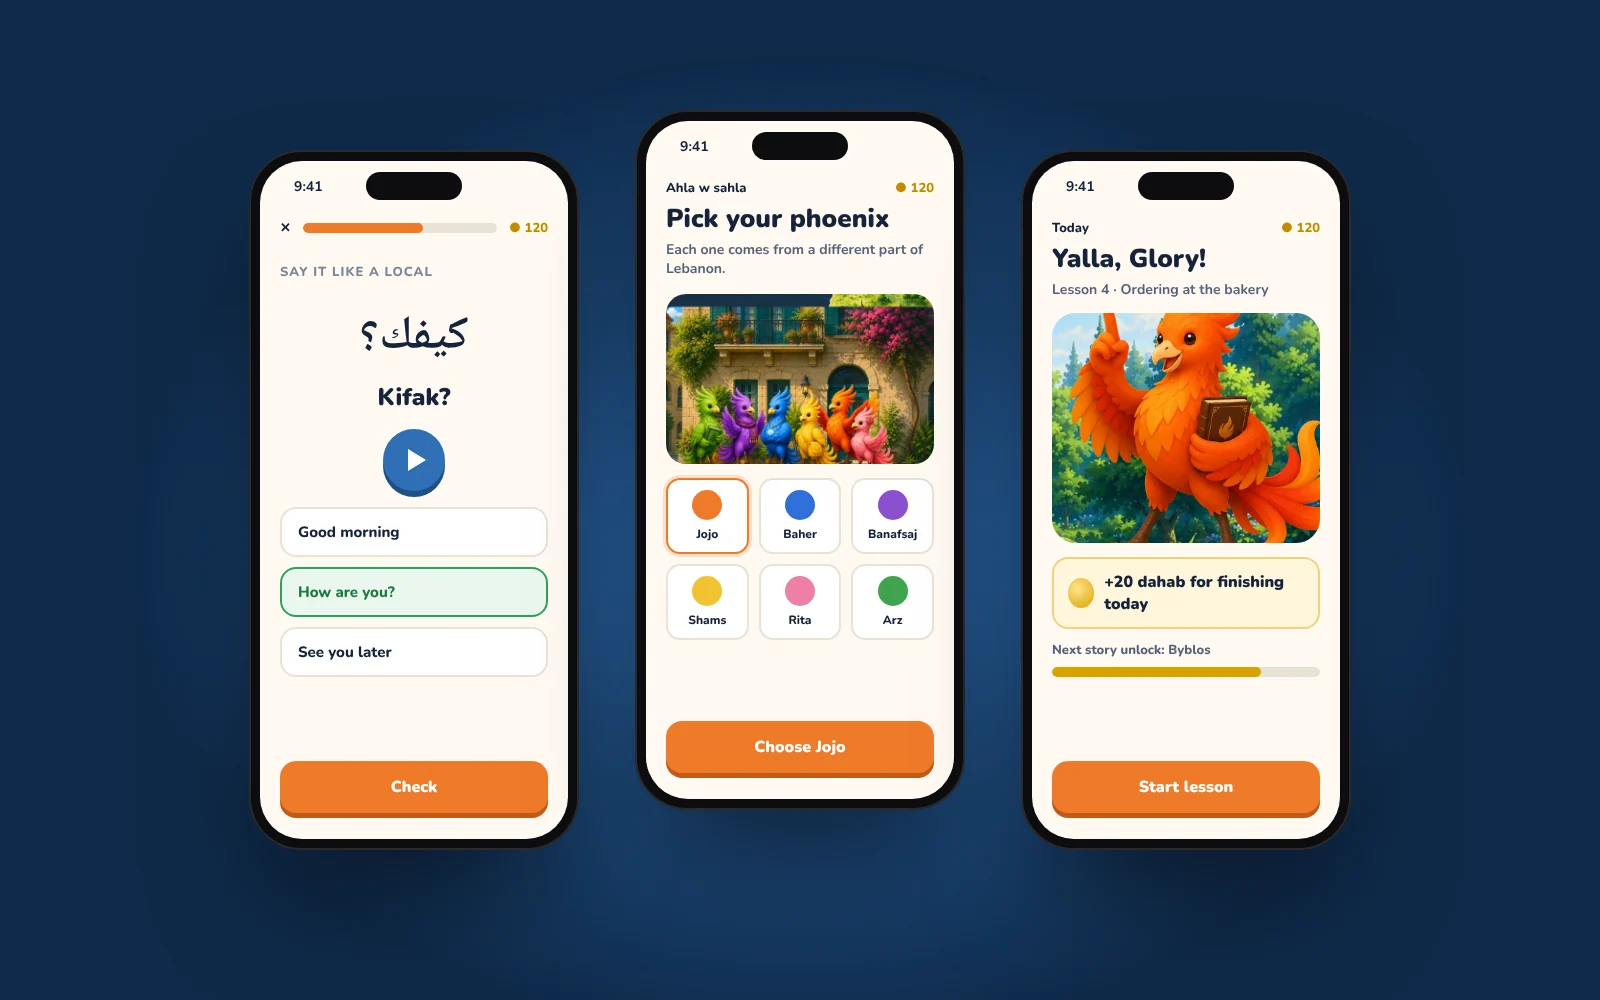 9:41
✕
120
SAY IT LIKE A LOCAL
كيفك؟
Kifak?
Good morning
How are you?
See you later
Check
9:41
Ahla w sahla
120
Pick your phoenix
Each one comes from a different part of
Lebanon.
Jojo
Baher
Banafsaj
Shams
Rita
Arz
Choose Jojo
9:41
Today
120
Yalla, Glory!
Lesson 4 · Ordering at the bakery
+20 dahab for finishing
today
Next story unlock: Byblos
Start lesson